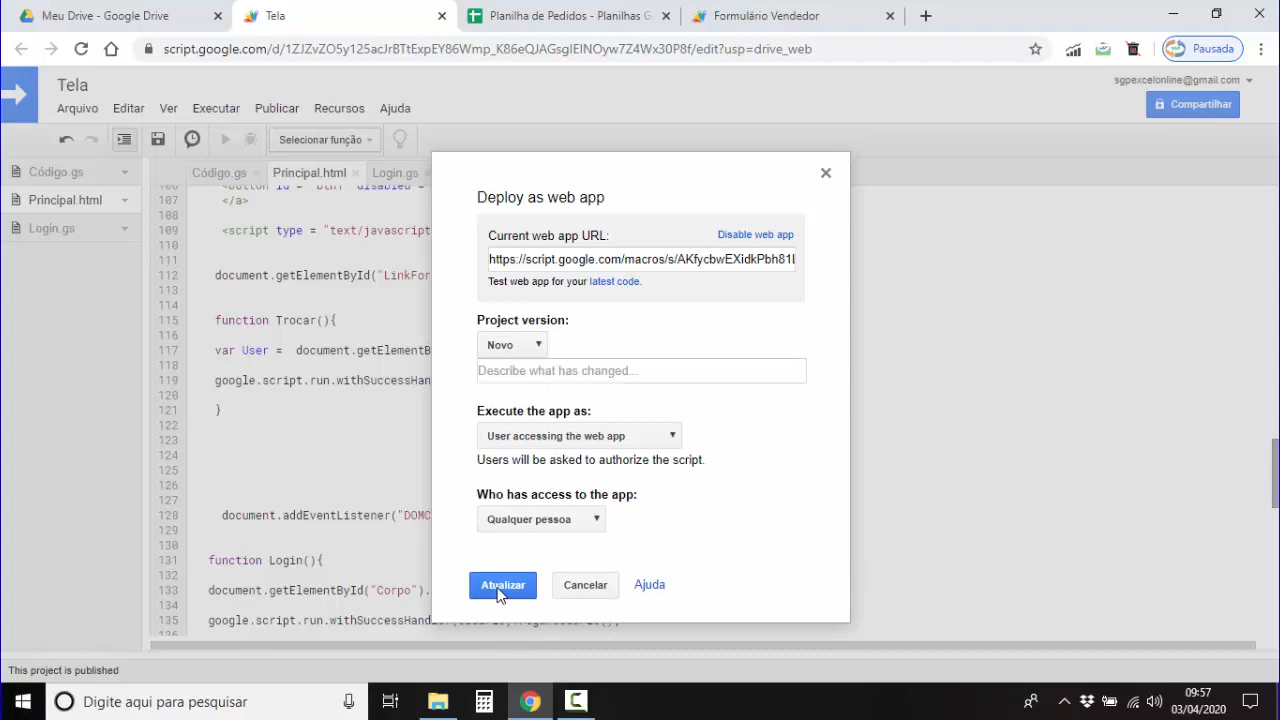 Meu Drive - Google Drive
Tela
Planilha de Pedidos - Planilhas G
Formulário Vendedor
script.google.com/d/1ZJZvZO5y125acJrBTtExpEY86Wmp_K86eQJAGsgIEINOyw7Z4Wx30P8f/edit?usp=drive_web
Pausada
Tela
sgpexcelonline@gmail.com
Arquivo Editar Ver Executar Publicar Recursos Ajuda
Compartilhar
Selecionar função
Código.gs
Principal.html
Login.gs
Código.gs
Principal.html
Login.gs
107 </a>
108
109 <script type = "text/javascript
110
111
112 document.getElementById("LinkFor
113
114
115 function Trocar(){
116
117 var User = document.getElementB
118
119 google.script.run.withSuccessHan
120
121 }
122
123
124
125
126
127
128 document.addEventListener("DOMC
129
130
131 function Login(){
132
133 document.getElementById("Corpo").
134
135
Deploy as web app
Current web app URL:
Disable web app
https://script.google.com/macros/s/AKfycbwEXidkPbh81l
Test web app for your latest code.
Project version:
Novo
Describe what has changed...
Execute the app as:
User accessing the web app
Users will be asked to authorize the script.
Who has access to the app:
Qualquer pessoa
Atualizar
Cancelar
Ajuda
This project is published
Digite aqui para pesquisar
09:57
03/04/2020